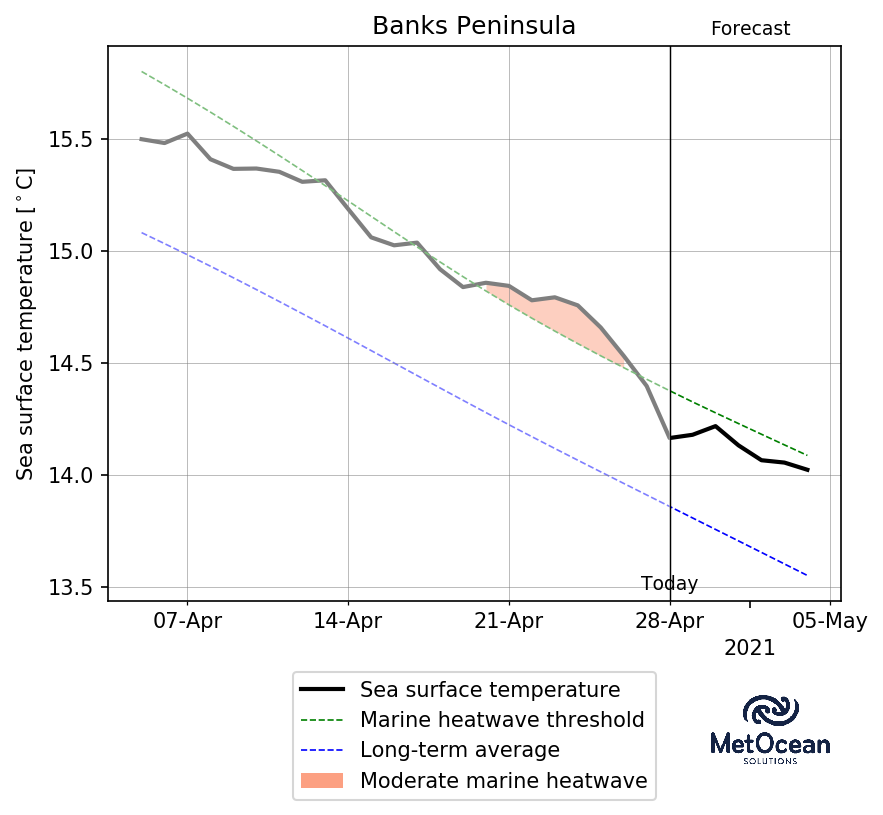 Banks Peninsula
Forecast
Sea surface temperature [°C]
15.5
15.0
14.5
14.0
13.5
Today
07-Apr
14-Apr
21-Apr
28-Apr
05-May
2021
Sea surface temperature
Marine heatwave threshold
Long-term average
Moderate marine heatwave
MetOcean
SOLUTIONS